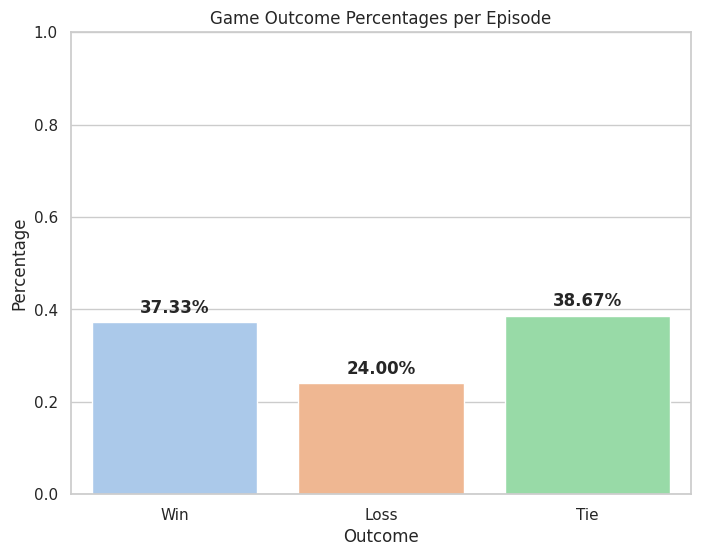 Game Outcome Percentages per Episode
1.0
0.8
0.6
0.4
0.2
0.0
Percentage
37.33%
24.00%
38.67%
Win
Loss
Tie
Outcome